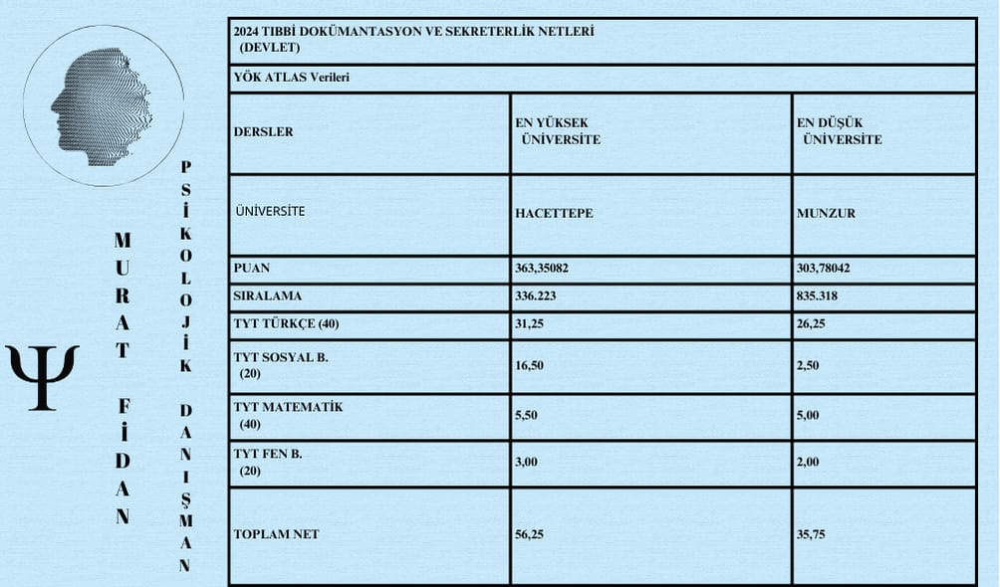 2024 TIBBİ DOKÜMANTASYON VE SEKRETERLİK NETLERİ
(DEVLET)
YÖK ATLAS Verileri
DERSLER
EN YÜKSEK
ÜNİVERSİTE
EN DÜŞÜK
ÜNİVERSİTE
ÜNİVERSİTE
HACETTEPE
MUNZUR
PUAN
363,35082
303,78042
SIRALAMA
336.223
835.318
TYT TÜRKÇE (40)
31,25
26,25
TYT SOSYAL B.
(20)
16,50
2,50
TYT MATEMATİK
(40)
5,50
5,00
TYT FEN B.
(20)
3,00
2,00
TOPLAM NET
56,25
35,75
MURAT FİDAN
PSİKOLOJİK DANIŞMAN
Ψ